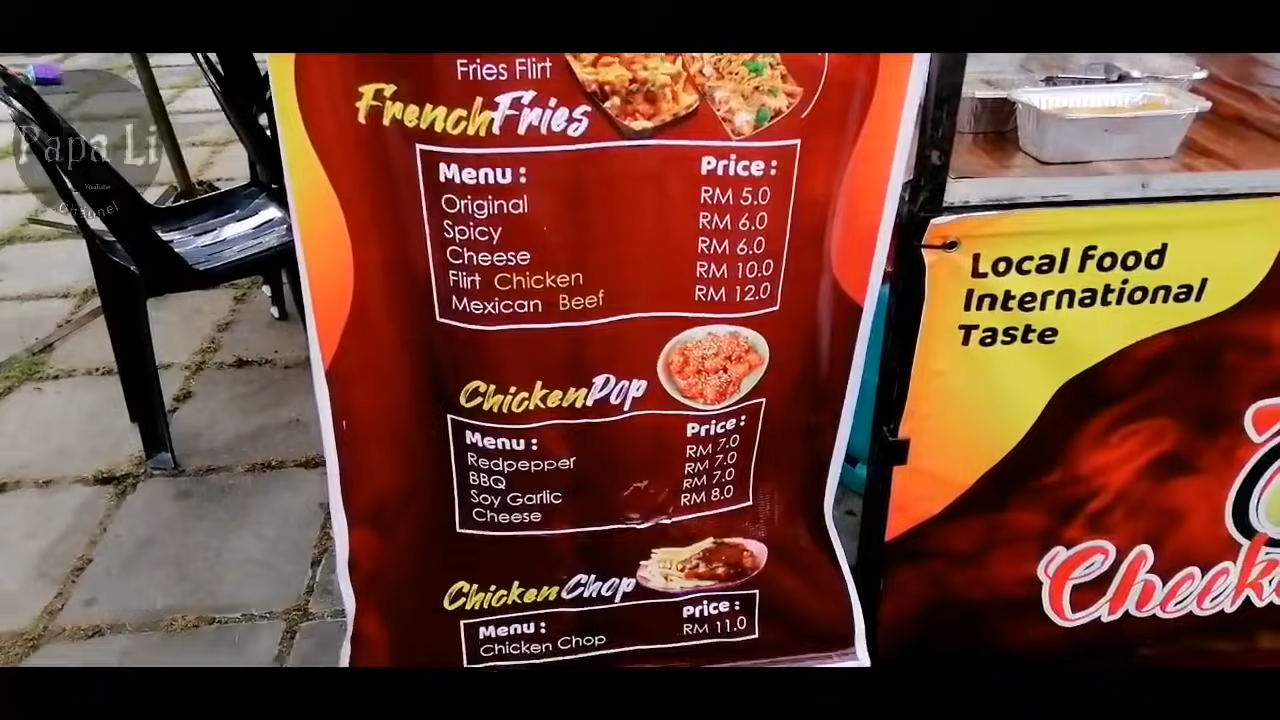 Fries Flirt
FrenchFries
Menu : Price :
Original RM 5.0
Spicy RM 6.0
Cheese RM 6.0
Flirt Chicken RM 10.0
Mexican Beef RM 12.0
ChickenPop
Menu : Price :
Redpepper RM 7.0
BBQ RM 7.0
Soy Garlic RM 7.0
Cheese RM 8.0
ChickenChop
Menu : Price :
Chicken Chop RM 11.0
Local food
International
Taste
Papa Li
YouTube
Channel